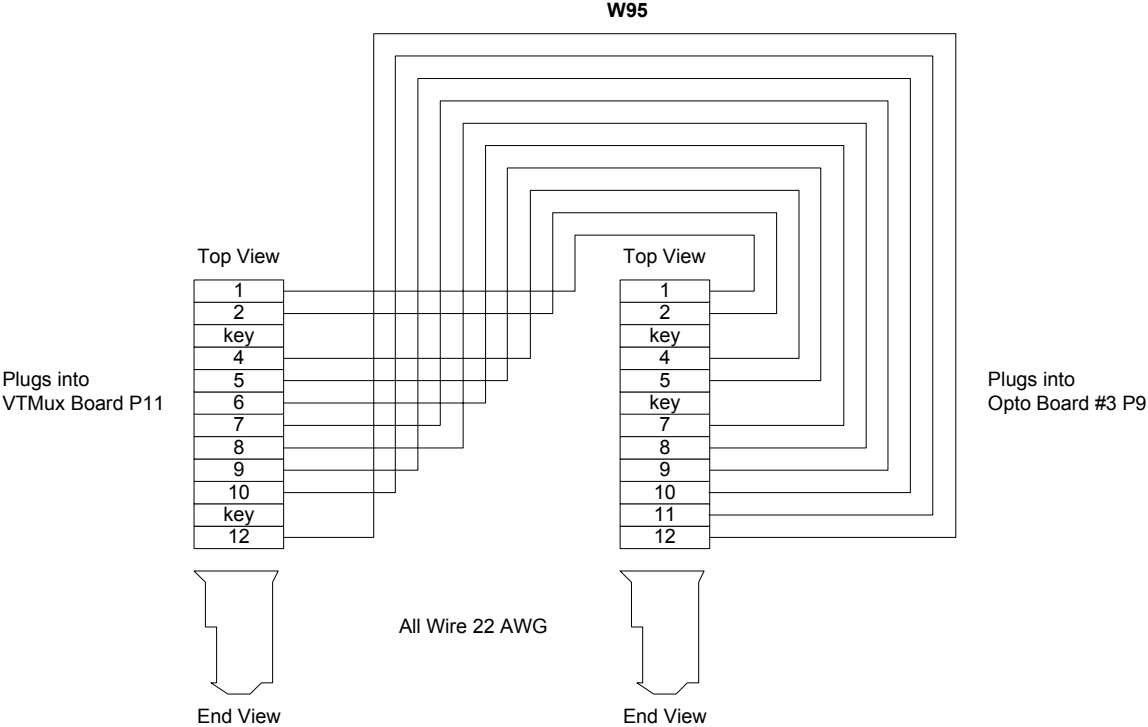 W95
Top View
1
2
key
4
5
6
7
8
9
10
key
12
Plugs into
VTMux Board P11
End View
Top View
1
2
key
4
5
key
7
8
9
10
11
12
Plugs into
Opto Board #3 P9
All Wire 22 AWG
End View